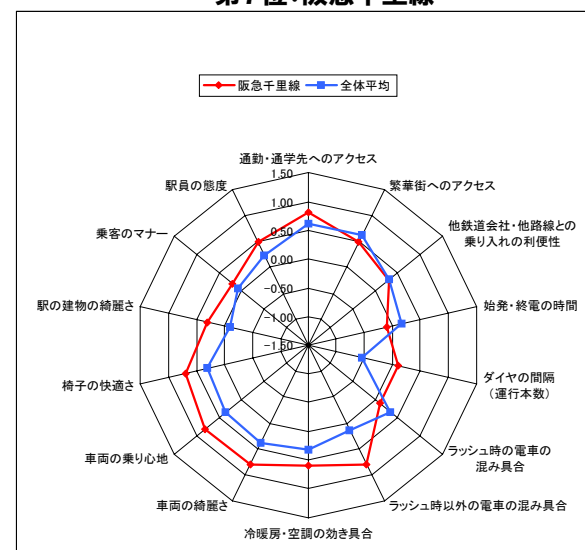 第7位:阪急千里線
阪急千里線
全体平均
通勤・通学先へのアクセス
繁華街へのアクセス
他鉄道会社・他路線との
乗り入れの利便性
始発・終電の時間
ダイヤの間隔
(運行本数)
ラッシュ時の電車の
混み具合
ラッシュ時以外の電車の混み具合
冷暖房・空調の効き具合
車両の綺麗さ
車両の乗り心地
椅子の快適さ
駅の建物の綺麗さ
乗客のマナー
駅員の態度
1.50
1.00
0.50
0.00
-0.50
-1.00
-1.50